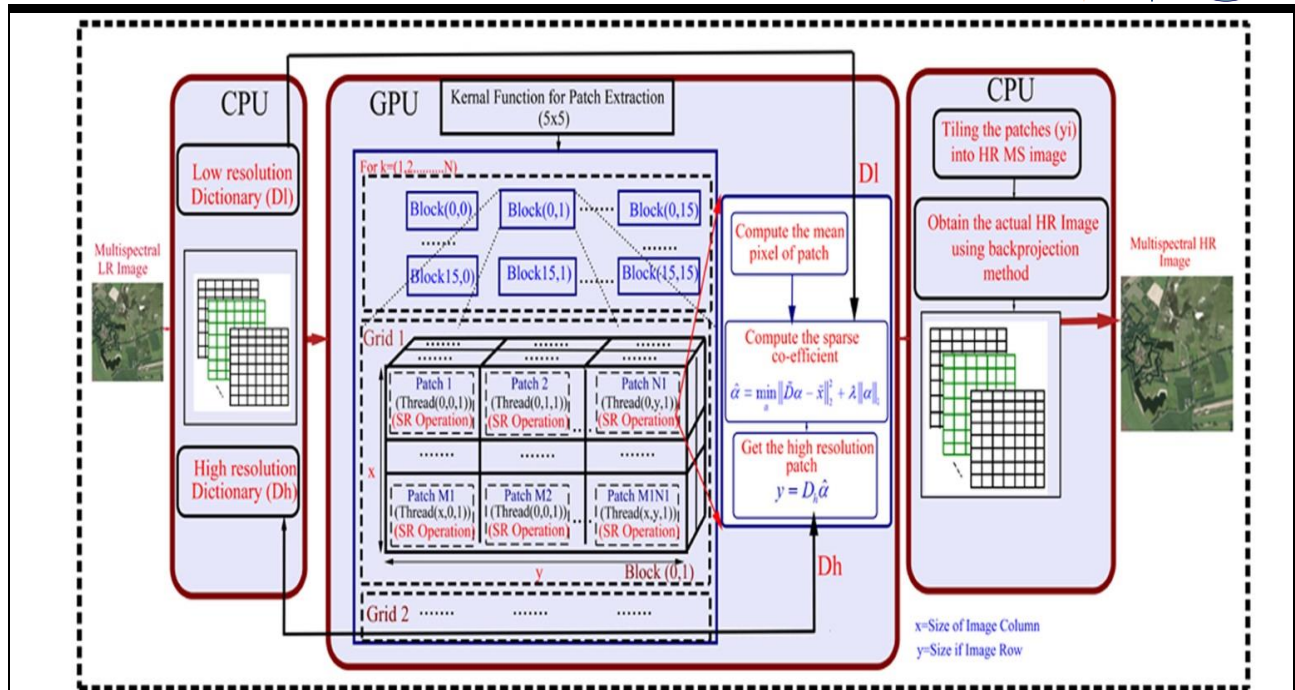 Multispectral
LR Image
CPU
Low resolution
Dictionary (Dl)
High resolution
Dictionary (Dh)
GPU
Kernal Function for Patch Extraction
(5x5)
For k=(1,2..........N)
Block(0,0) Block(0,1) ....... Block(0,15)
....... .......
Block15,0) Block15,1) ....... Block(15,15)
Grid 1
....... ....... .......
....... ....... .......
Patch 1 Patch 2 Patch N1
(Thread(0,0,1)) (Thread(0,1,1)) (Thread(0,y,1))
(SR Operation) (SR Operation) ... (SR Operation)
....... ....... .......
x
Patch M1 Patch M2 Patch M1N1
(Thread(x,0,1)) (Thread(0,0,1)) .... (Thread(x,y,1))
(SR Operation) (SR Operation) (SR Operation)
y Block (0,1)
Grid 2 ....... ....... .......
Dl
Compute the mean
pixel of patch
Compute the sparse
co-efficient
Get the high resolution
patch
y = D_h α̂
Dh
CPU
Tiling the patches (yi)
into HR MS image
Obtain the actual HR Image
using backprojection
method
Multispectral HR
Image
x=Size of Image Column
y=Size if Image Row